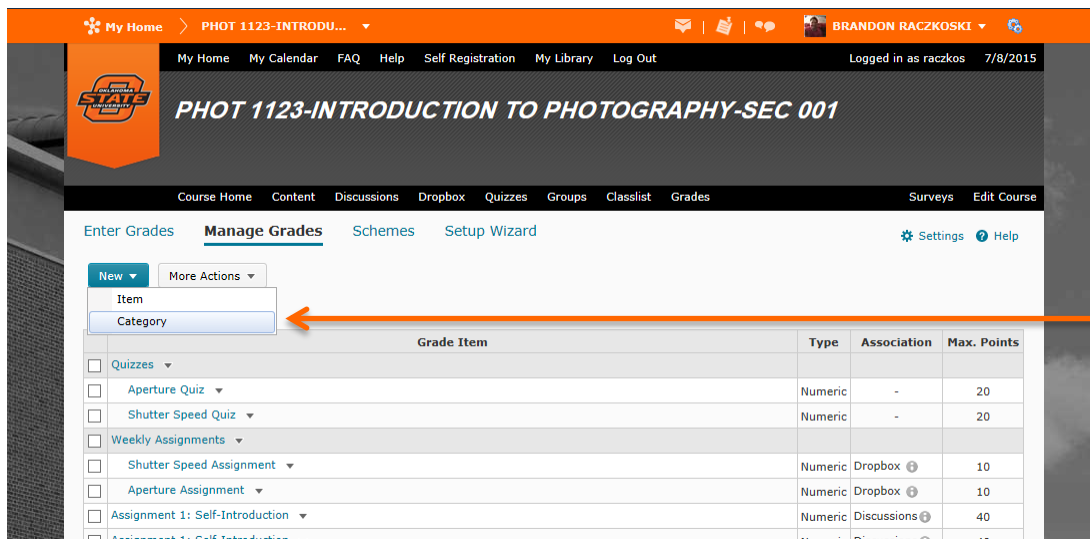 My Home PHOT 1123-INTRODU... BRANDON RACZKOSKI
My Home My Calendar FAQ Help Self Registration My Library Log Out Logged in as raczkos 7/8/2015
OKLAHOMA
STATE
UNIVERSITY
PHOT 1123-INTRODUCTION TO PHOTOGRAPHY-SEC 001
Course Home Content Discussions Dropbox Quizzes Groups Classlist Grades Surveys Edit Course
Enter Grades Manage Grades Schemes Setup Wizard Settings Help
New More Actions
Item
Category
Grade Item Type Association Max. Points
Quizzes
Aperture Quiz Numeric - 20
Shutter Speed Quiz Numeric - 20
Weekly Assignments
Shutter Speed Assignment Numeric Dropbox 10
Aperture Assignment Numeric Dropbox 10
Assignment 1: Self-Introduction Numeric Discussions 40